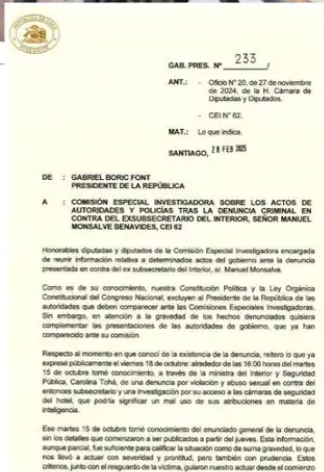 GAB. PRES. Nº 233 /
ANT.: - Oficio N° 20, de 27 de noviembre
de 2024, de la H. Cámara de
Diputadas y Diputados.
- CEI N° 62.
MAT.: Lo que indica.
SANTIAGO, 28 FEB 2025
DE : GABRIEL BORIC FONT
PRESIDENTE DE LA REPÚBLICA
A : COMISIÓN ESPECIAL INVESTIGADORA SOBRE LOS ACTOS DE
AUTORIDADES Y POLICÍAS TRAS LA DENUNCIA CRIMINAL EN
CONTRA DEL EXSUBSECRETARIO DEL INTERIOR, SEÑOR MANUEL
MONSALVE BENAVIDES, CEI 62
Honorables diputadas y diputados de la Comisión Especial Investigadora encargada
de reunir información relativa a determinados actos del gobierno ante la denuncia
presentada en contra del ex subsecretario del Interior, sr. Manuel Monsalve.
Como es de su conocimiento, nuestra Constitución Política y la Ley Orgánica
Constitucional del Congreso Nacional, excluyen al Presidente de la República de las
autoridades que deben comparecer ante las Comisiones Especiales Investigadoras.
Sin embargo, en atención a la gravedad de los hechos denunciados quisiera
complementar las presentaciones de las autoridades de gobierno, que ya han
comparecido ante su comisión.
Respecto al momento en que conocí de la existencia de la denuncia, reitero lo que ya
expresé públicamente el viernes 18 de octubre: alrededor de las 16:00 horas del martes
15 de octubre tomé conocimiento, a través de la ministra del Interior y Seguridad
Pública, Carolina Tohá, de una denuncia por violación y abuso sexual en contra del
entonces subsecretario y una investigación por su acceso a las cámaras de seguridad
del hotel, que podría significar un mal uso de sus atribuciones en materia de
inteligencia.
Ese martes 15 de octubre tomé conocimiento del enunciado general de la denuncia,
sin los detalles que comenzaron a ser publicados a partir del jueves. Esta información,
aunque parcial, fue suficiente para calificar la situación como de suma gravedad, lo que
nos llevó a actuar con severidad y prontitud, pero también con prudencia. Estos
criterios, junto con el resguardo de la víctima, guiaron nuestro actuar desde el comienzo